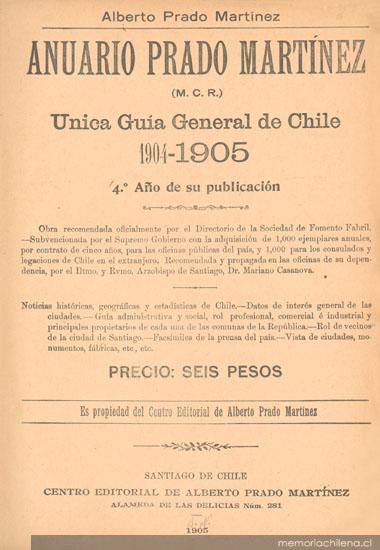 Alberto Prado Martínez
ANUARIO PRADO MARTÍNEZ
(M. C. R.)
Unica Guía General de Chile
1904-1905
4.° Año de su publicación
Obra recomendada oficialmente por el Directorio de la Sociedad de Fomento Fabril.
—Subvencionada por el Supremo Gobierno con la adquisición de 1,000 ejemplares anuales,
por contrato de cinco años, para las oficinas públicas del país, y 1,000 para los consulados y
legaciones de Chile en el extranjero. Recomendada y propagada en las oficinas de su depen-
dencia, por el Iltmo. y Rvmo. Arzobispo de Santiago, Dr. Mariano Casanova.
Noticias históricas, geográficas y estadísticas de Chile.—Datos de interés general de las
ciudades.—Guía administrativa y social, rol profesional, comercial é industrial y
principales propietarios de cada una de las comunas de la República.—Rol de vecinos
de la ciudad de Santiago.—Facsímiles de la prensa del país.—Vista de ciudades, mo-
numentos, fábricas, etc., etc.
PRECIO: SEIS PESOS
Es propiedad del Centro Editorial de Alberto Prado Martínez
SANTIAGO DE CHILE
CENTRO EDITORIAL DE ALBERTO PRADO MARTÍNEZ
ALAMEDA DE LAS DELICIAS Núm. 281
1905
memoriachilena.cl